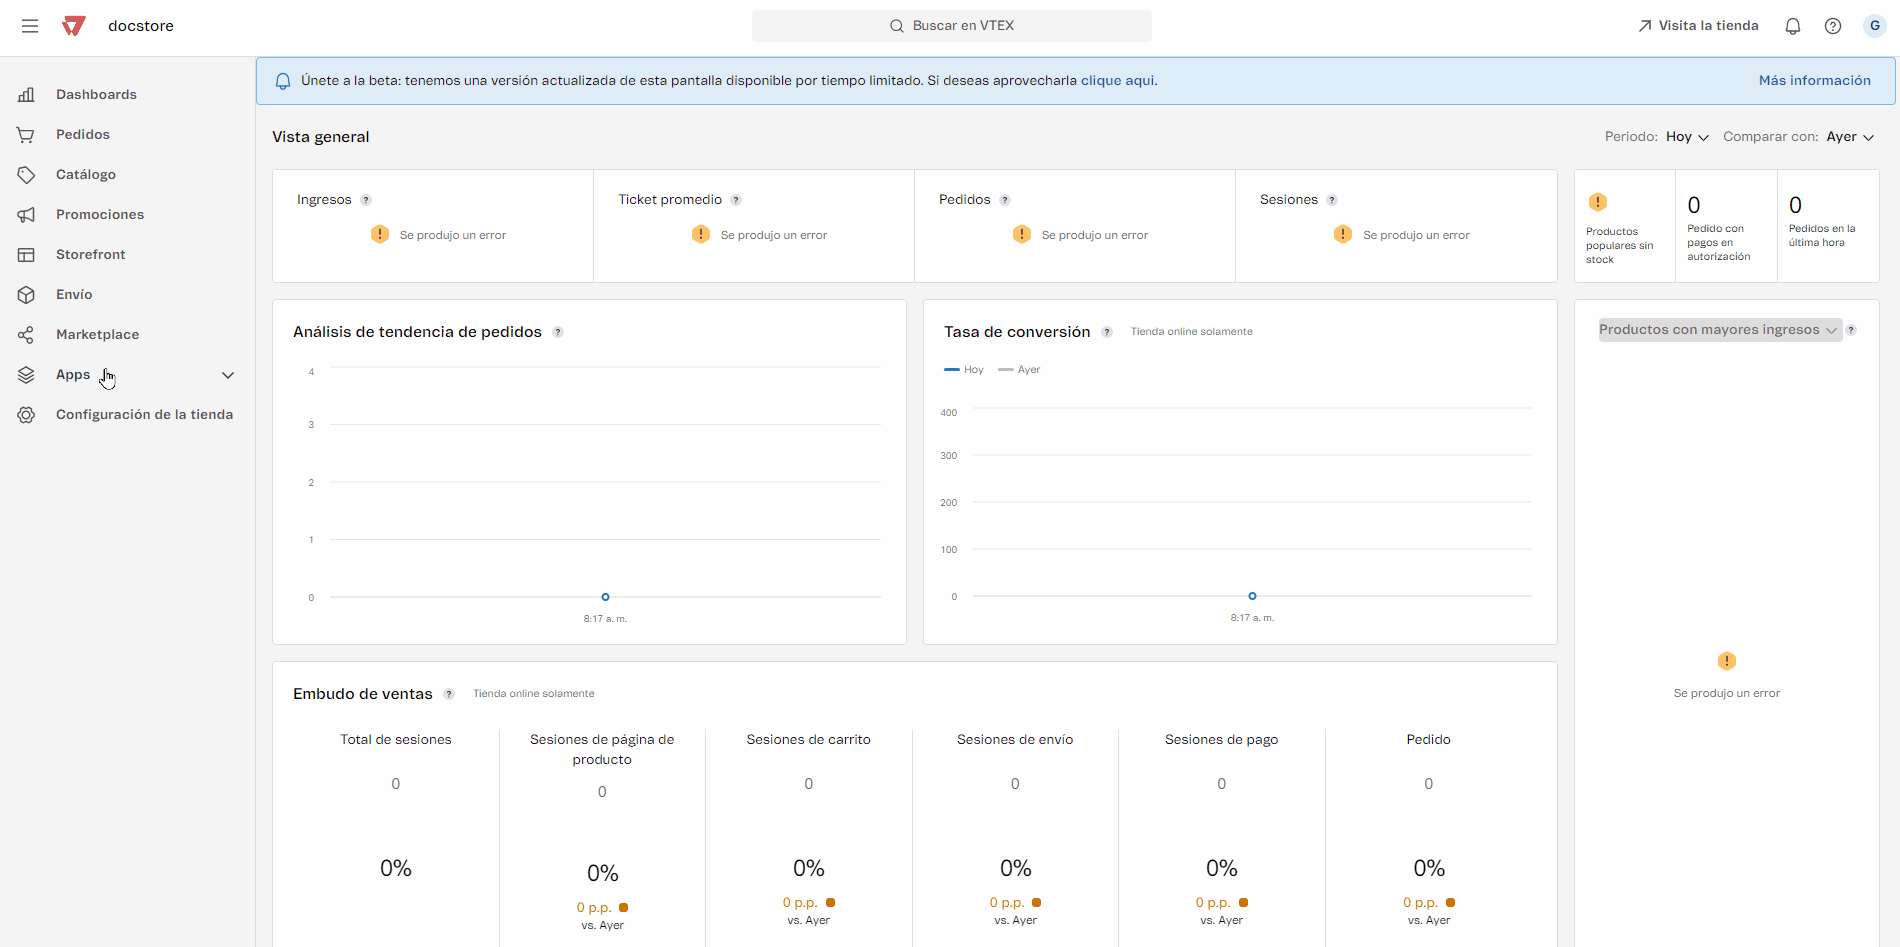 docstore
Buscar en VTEX
Visita la tienda
G
Dashboards
Pedidos
Catálogo
Promociones
Storefront
Envío
Marketplace
Apps
Configuración de la tienda
Únete a la beta: tenemos una versión actualizada de esta pantalla disponible por tiempo limitado. Si deseas aprovecharla clique aqui.
Más información
Vista general
Periodo: Hoy
Comparar con: Ayer
Ingresos ?
Se produjo un error
Ticket promedio ?
Se produjo un error
Pedidos ?
Se produjo un error
Sesiones ?
Se produjo un error
Productos
populares sin
stock
0
Pedido con
pagos en
autorización
0
Pedidos en la
última hora
Análisis de tendencia de pedidos ?
4
3
2
1
0
8:17 a. m.
Tasa de conversión ? Tienda online solamente
Hoy Ayer
400
300
200
100
0
8:17 a. m.
Productos con mayores ingresos ?
Se produjo un error
Embudo de ventas ? Tienda online solamente
Total de sesiones
0
0%
Sesiones de página de
producto
0
0%
0 p.p.
vs. Ayer
Sesiones de carrito
0
0%
0 p.p.
vs. Ayer
Sesiones de envío
0
0%
0 p.p.
vs. Ayer
Sesiones de pago
0
0%
0 p.p.
vs. Ayer
Pedido
0
0%
0 p.p.
vs. Ayer